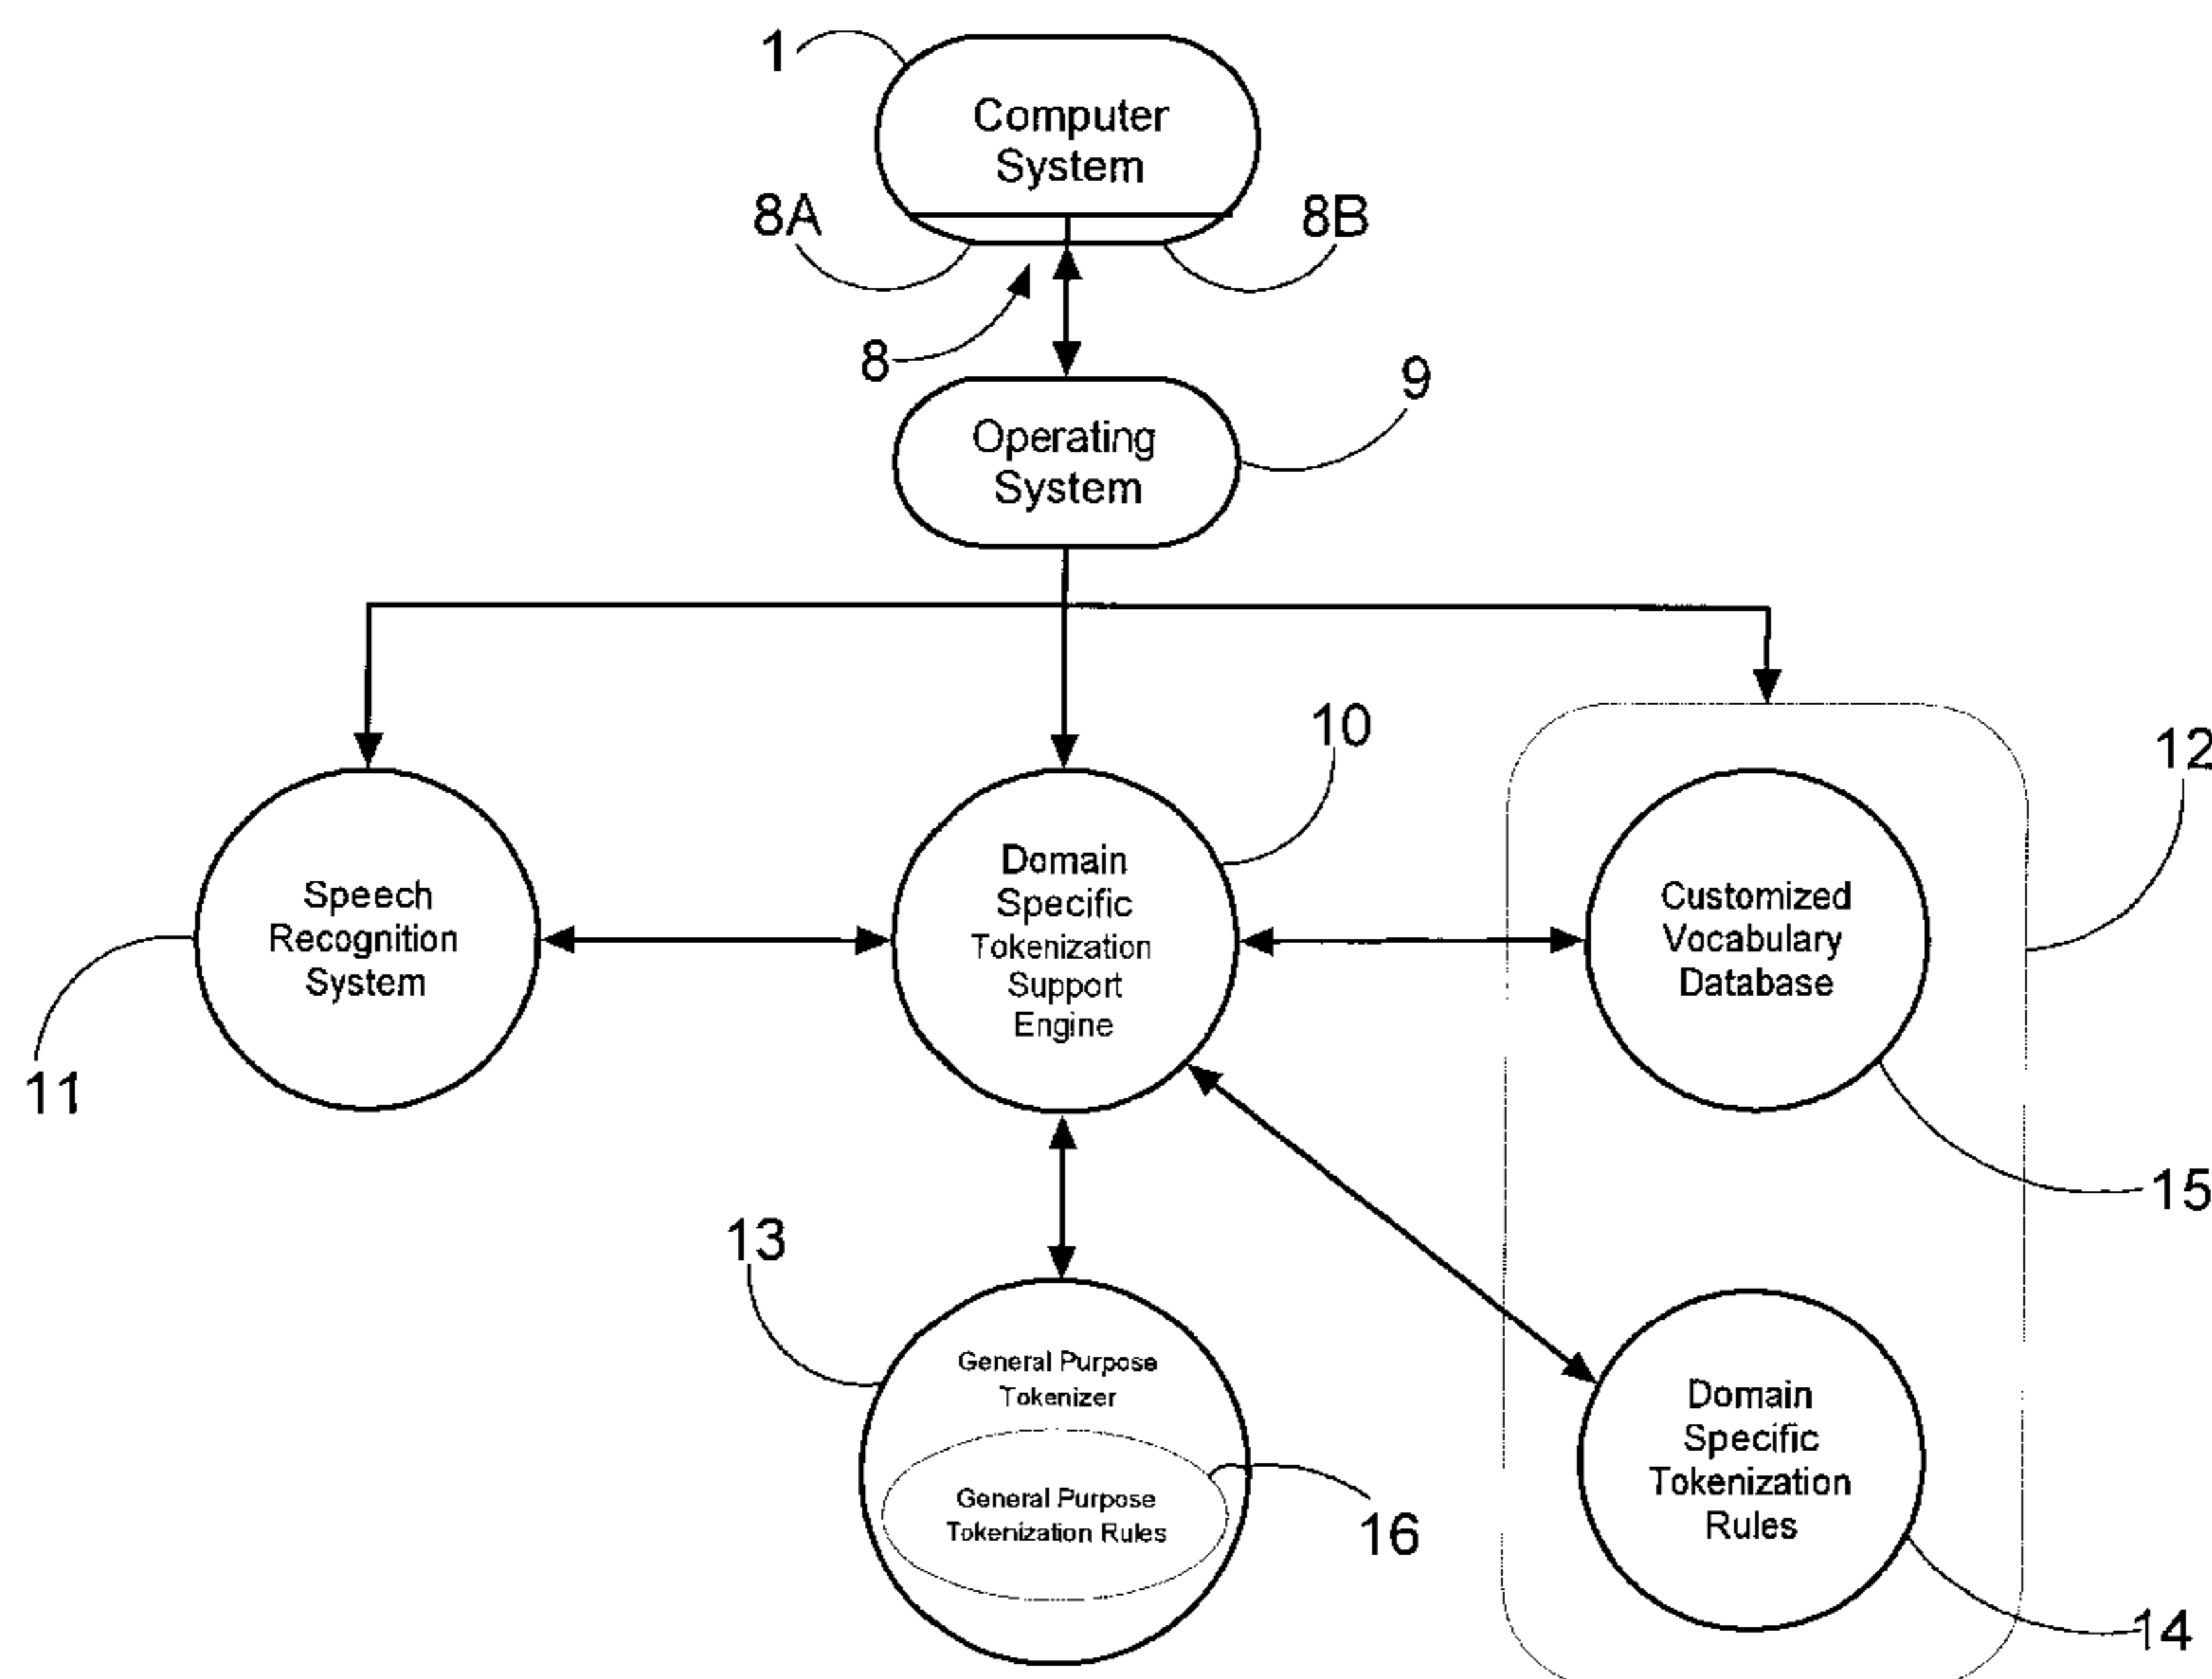 1
Computer
System
8A
8B
8
9
Operating
System
10
12
Speech
Recognition
System
Domain
Specific
Tokenization
Support
Engine
Customized
Vocabulary
Database
11
15
13
General Purpose
Tokenizer
General Purpose
Tokenization Rules
16
Domain
Specific
Tokenization
Rules
14